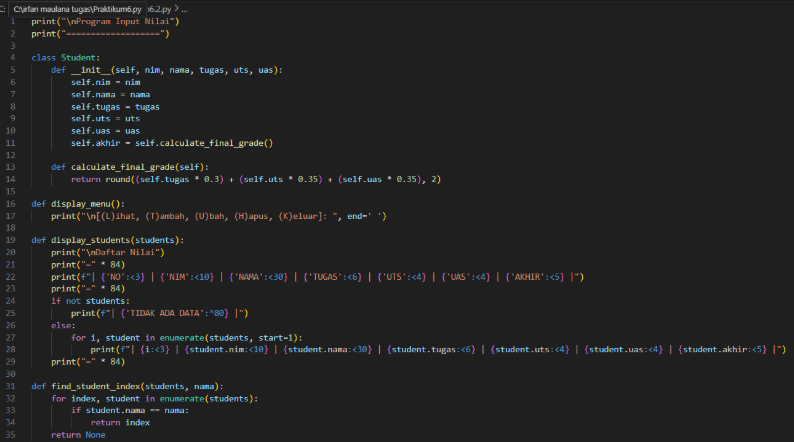 C: C:\irfan maulana tugas\Praktikum6.py n6.2.py > ...
1 print("\nProgram Input Nilai")
2 print("===================")
3
4 class Student:
5     def __init__(self, nim, nama, tugas, uts, uas):
6         self.nim = nim
7         self.nama = nama
8         self.tugas = tugas
9         self.uts = uts
10         self.uas = uas
11         self.akhir = self.calculate_final_grade()
12
13     def calculate_final_grade(self):
14         return round((self.tugas * 0.3) + (self.uts * 0.35) + (self.uas * 0.35), 2)
15
16 def display_menu():
17     print("\n[(L)ihat, (T)ambah, (U)bah, (H)apus, (K)eluar]: ", end=' ')
18
19 def display_students(students):
20     print("\nDaftar Nilai")
21     print("=" * 84)
22     print(f"| {'NO':<3} | {'NIM':<10} | {'NAMA':<30} | {'TUGAS':<6} | {'UTS':<4} | {'UAS':<4} | {'AKHIR':<5} |")
23     print("=" * 84)
24     if not students:
25         print(f"| {'TIDAK ADA DATA':^80} |")
26     else:
27         for i, student in enumerate(students, start=1):
28             print(f"| {i:<3} | {student.nim:<10} | {student.nama:<30} | {student.tugas:<6} | {student.uts:<4} | {student.uas:<4} | {student.akhir:<5} |")
29     print("=" * 84)
30
31 def find_student_index(students, nama):
32     for index, student in enumerate(students):
33         if student.nama == nama:
34             return index
35     return None